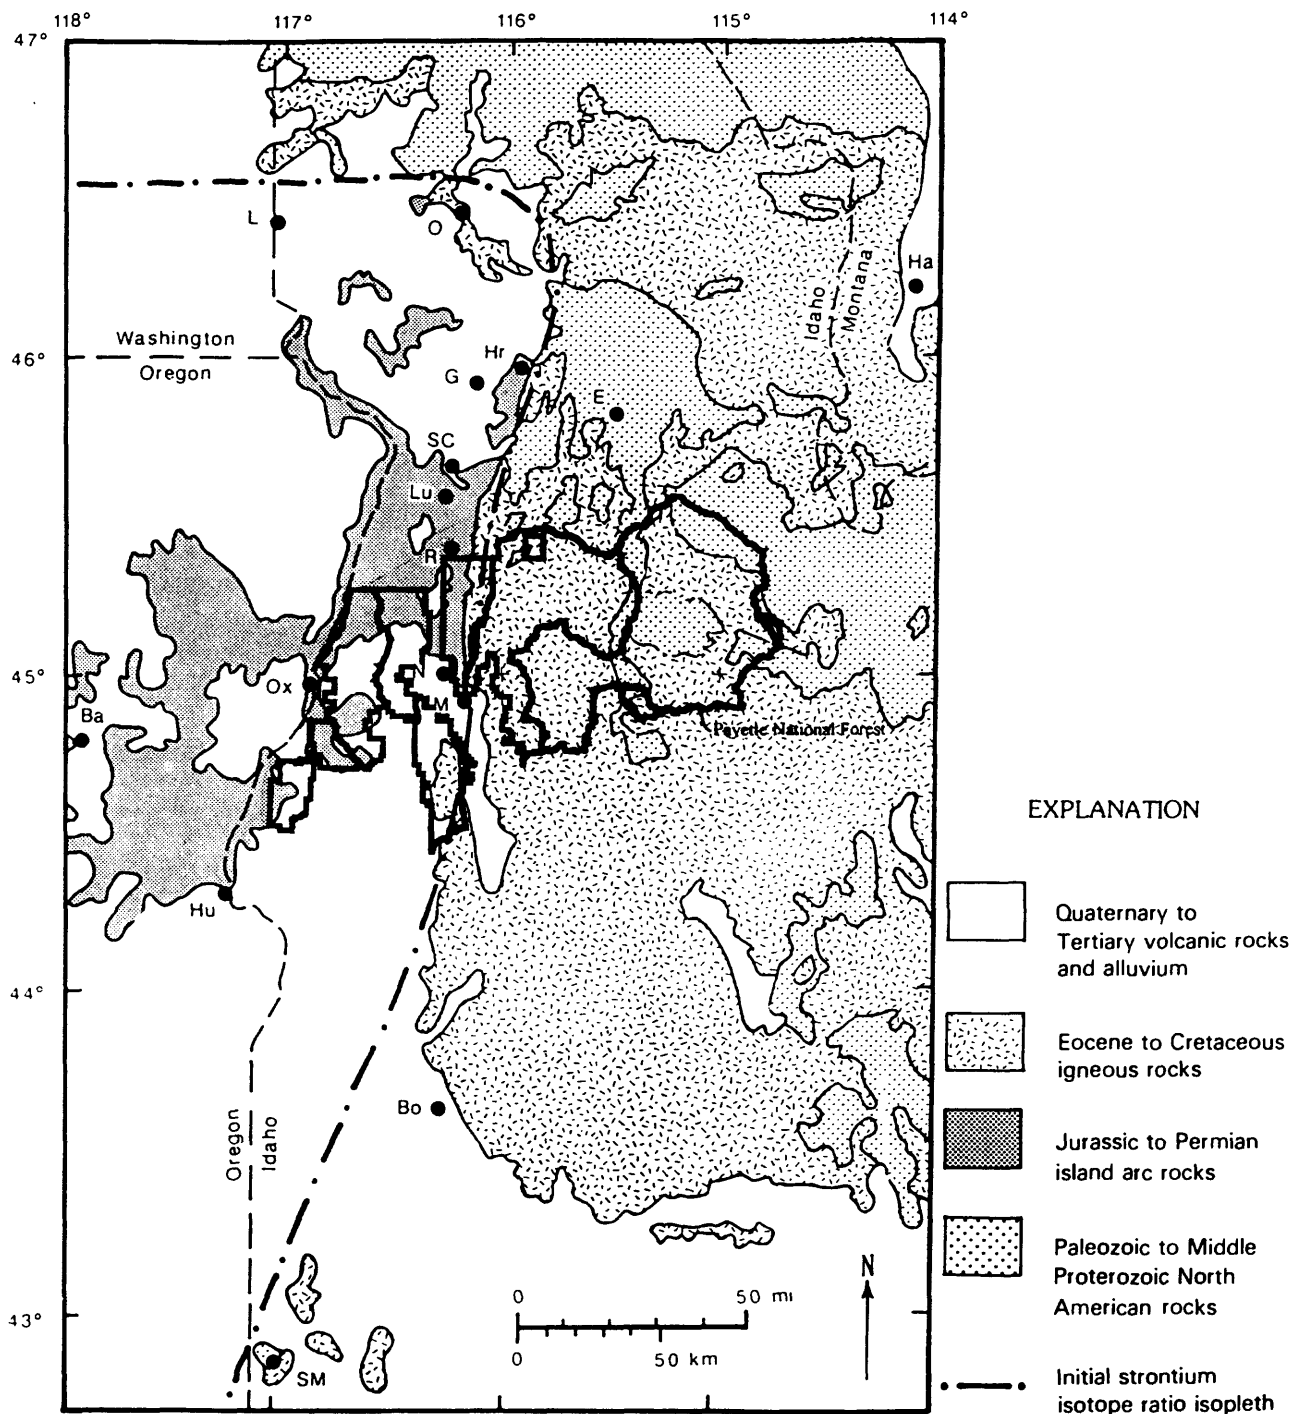 118° 117° 116° 115° 114°
47°
L
O
Ha
Idaho
Montana
Washington
46°
Oregon
Hr
G
E
SC
Lu
R
45°
N
Ox
M
Ba
Payette National Forest
EXPLANATION
Hu
Quaternary to
Tertiary volcanic rocks
and alluvium
44°
Eocene to Cretaceous
igneous rocks
Bo
Oregon
Idaho
Jurassic to Permian
island arc rocks
Paleozoic to Middle
Proterozoic North
American rocks
N
0 50 mi
43°
0 50 km
SM
Initial strontium
isotope ratio isopleth